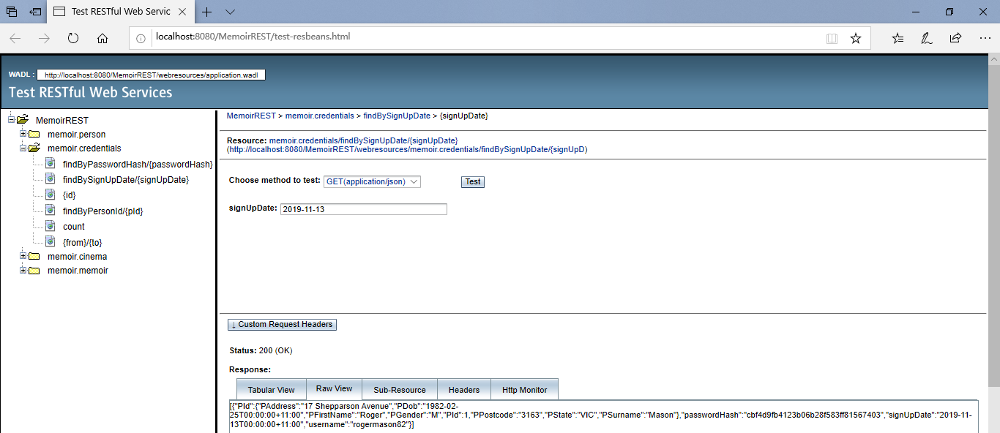 Test RESTful Web Servic
localhost:8080/MemoirREST/test-resbeans.html
WADL : http://localhost:8080/MemoirREST/webresources/application.wadl
Test RESTful Web Services
MemoirREST
memoir.person
memoir.credentials
findByPasswordHash/{passwordHash}
findBySignUpDate/{signUpDate}
{id}
findByPersonId/{pId}
count
{from}/{to}
memoir.cinema
memoir.memoir
MemoirREST > memoir.credentials > findBySignUpDate > {signUpDate}
Resource: memoir.credentials/findBySignUpDate/{signUpDate}
(http://localhost:8080/MemoirREST/webresources/memoir.credentials/findBySignUpDate/{signUpD)
Choose method to test: GET(application/json) Test
signUpDate: 2019-11-13
↓ Custom Request Headers
Status: 200 (OK)
Response:
Tabular View Raw View Sub-Resource Headers Http Monitor
[{"PId":{"PAddress":"17 Shepparson Avenue","PDob":"1982-02-
25T00:00:00+11:00","PFirstName":"Roger","PGender":"M","PId":1,"PPostcode":"3163","PState":"VIC","PSurname":"Mason"},"passwordHash":"cbf4d9fb4123b06b28f583ff81567403","signUpDate":"2019-11-
13T00:00:00+11:00","username":"rogermason82"}]